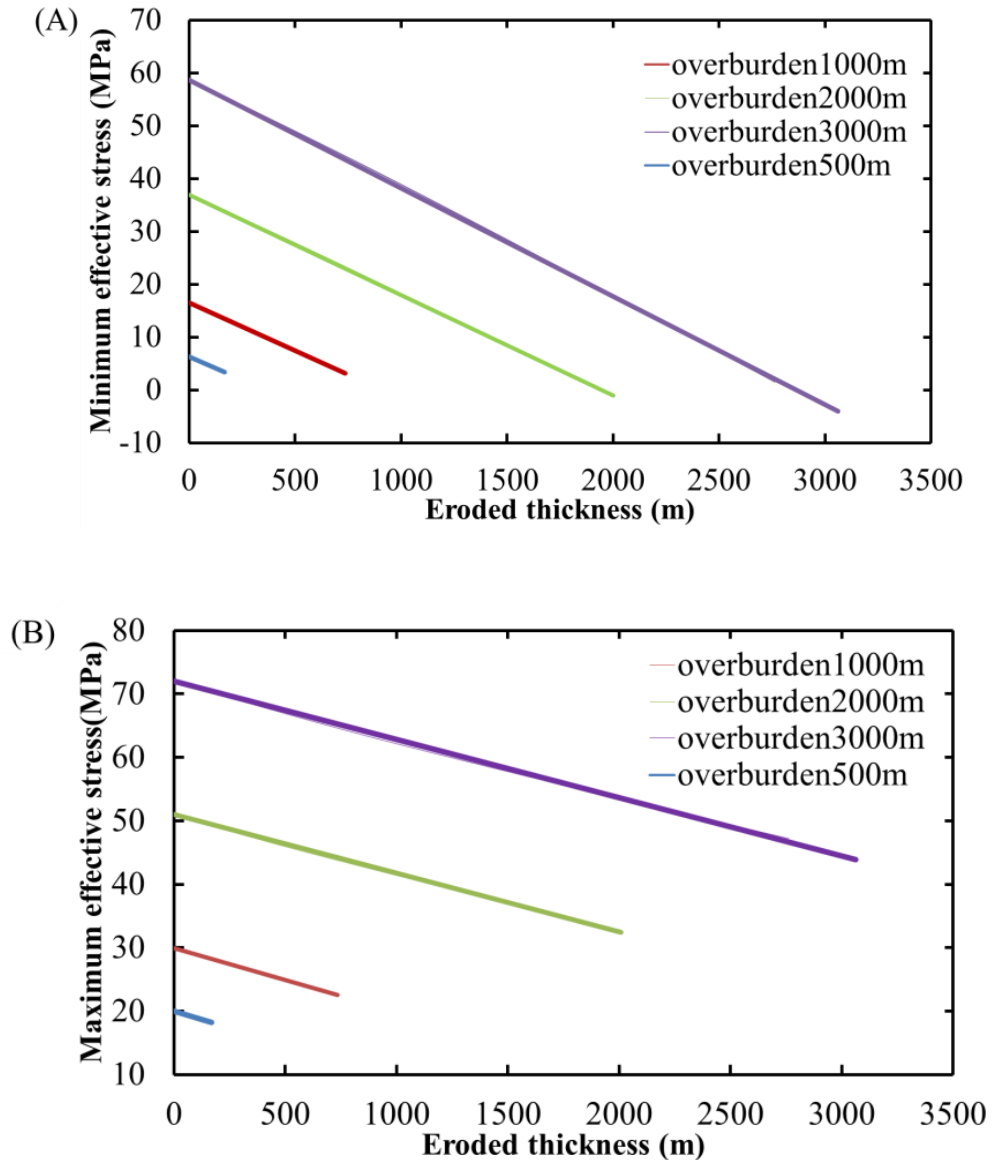 (A)
70
60
50
40
30
20
10
0
-10
Minimum effective stress (MPa)
overburden1000m
overburden2000m
overburden3000m
overburden500m
0 500 1000 1500 2000 2500 3000 3500
Eroded thickness (m)
(B)
80
70
60
50
40
30
20
10
Maximum effective stress(MPa)
overburden1000m
overburden2000m
overburden3000m
overburden500m
0 500 1000 1500 2000 2500 3000 3500
Eroded thickness (m)